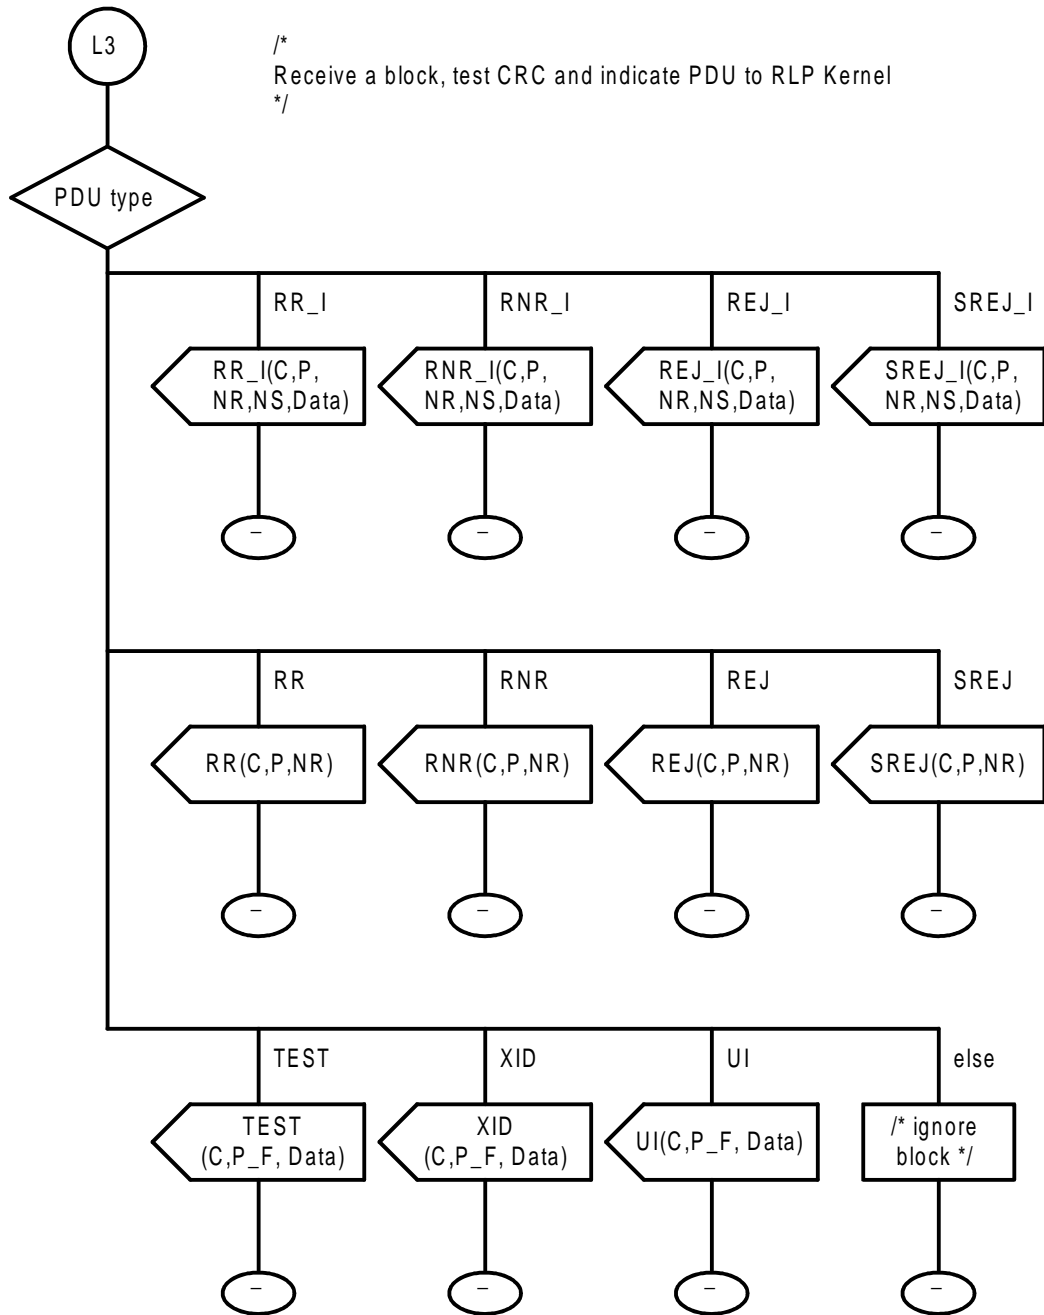 L3
/*
Receive a block, test CRC and indicate PDU to RLP Kernel
*/
PDU type
RR_I
RNR_I
REJ_I
SREJ_I
RR_I(C,P,
NR,NS,Data)
RNR_I(C,P,
NR,NS,Data)
REJ_I(C,P,
NR,NS,Data)
SREJ_I(C,P,
NR,NS,Data)
–
–
–
–
RR
RNR
REJ
SREJ
RR(C,P,NR)
RNR(C,P,NR)
REJ(C,P,NR)
SREJ(C,P,NR)
–
–
–
–
TEST
XID
UI
else
TEST
(C,P_F, Data)
XID
(C,P_F, Data)
UI(C,P_F, Data)
/* ignore
block */
–
–
–
–